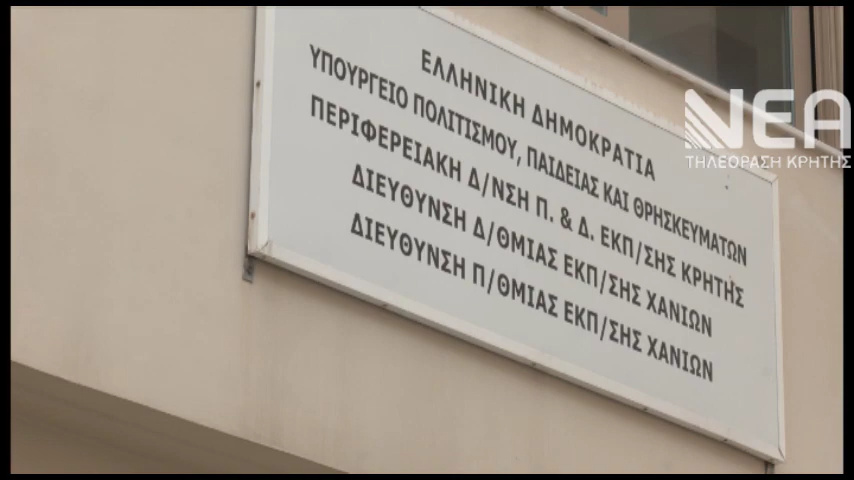 ΕΛΛΗΝΙΚΗ ΔΗΜΟΚΡΑΤΙΑ
ΥΠΟΥΡΓΕΙΟ ΠΟΛΙΤΙΣΜΟΥ, ΠΑΙΔΕΙΑΣ ΚΑΙ ΘΡΗΣΚΕΥΜΑΤΩΝ
ΠΕΡΙΦΕΡΕΙΑΚΗ Δ/ΝΣΗ Π. & Δ. ΕΚΠ/ΣΗΣ ΚΡΗΤΗΣ
ΔΙΕΥΘΥΝΣΗ Δ/ΘΜΙΑΣ ΕΚΠ/ΣΗΣ ΧΑΝΙΩΝ
ΔΙΕΥΘΥΝΣΗ Π/ΘΜΙΑΣ ΕΚΠ/ΣΗΣ ΧΑΝΙΩΝ
ΝΕΑ
ΤΗΛΕΟΡΑΣΗ ΚΡΗΤΗΣ